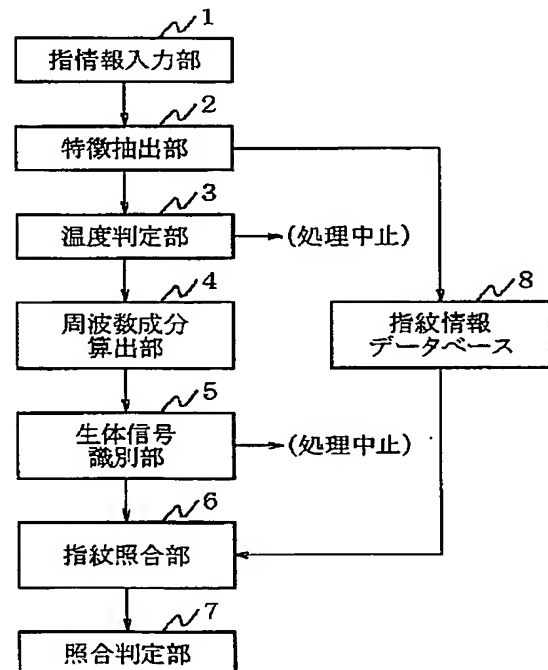 1
指情報入力部
2
特徴抽出部
3
温度判定部
(処理中止)
4
周波数成分
算出部
8
指紋情報
データベース
5
生体信号
識別部
(処理中止)
6
指紋照合部
7
照合判定部